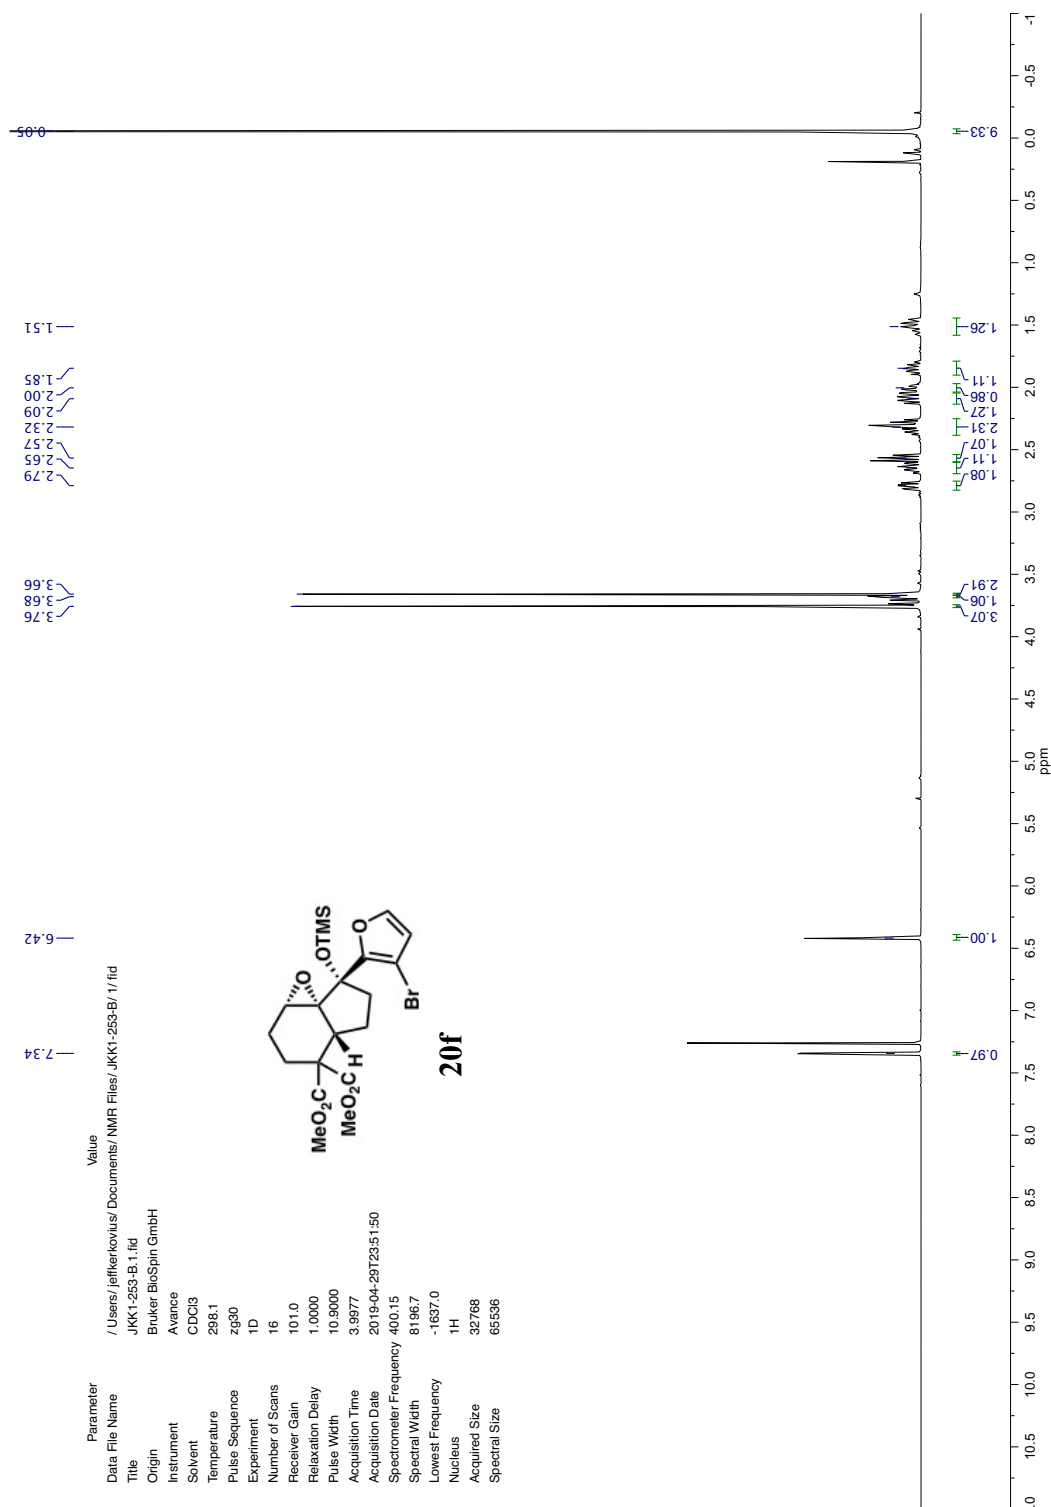 Parameter Value
Data File Name / Users/ jeffkerkovius/ Documents/ NMR Files/ JKK1-253-B/ 1/ fid
Title JKK1-253-B.1.fid
Origin Bruker BioSpin GmbH
Instrument Avance
Solvent CDCl3
Temperature 298.1
Pulse Sequence zg30
Experiment 1D
Number of Scans 16
Receiver Gain 101.0
Relaxation Delay 1.0000
Pulse Width 10.9000
Acquisition Time 3.9977
Acquisition Date 2019-04-29T23:51:50
Spectrometer Frequency 400.15
Spectral Width 8196.7
Lowest Frequency -1637.0
Nucleus 1H
Acquired Size 32768
Spectral Size 65536
O
OTMS
MeO2C
MeO2C
H
O
Br
20f
7.34
6.42
3.76
3.68
3.66
2.79
2.65
2.57
2.32
2.09
2.00
1.85
1.51
-0.05
0.97
1.00
3.07
1.06
2.91
1.08
1.11
1.07
2.31
1.27
0.86
1.11
1.26
9.33
.0 10.5 10.0 9.5 9.0 8.5 8.0 7.5 7.0 6.5 6.0 5.5 5.0 4.5 4.0 3.5 3.0 2.5 2.0 1.5 1.0 0.5 0.0 -0.5 -1
ppm